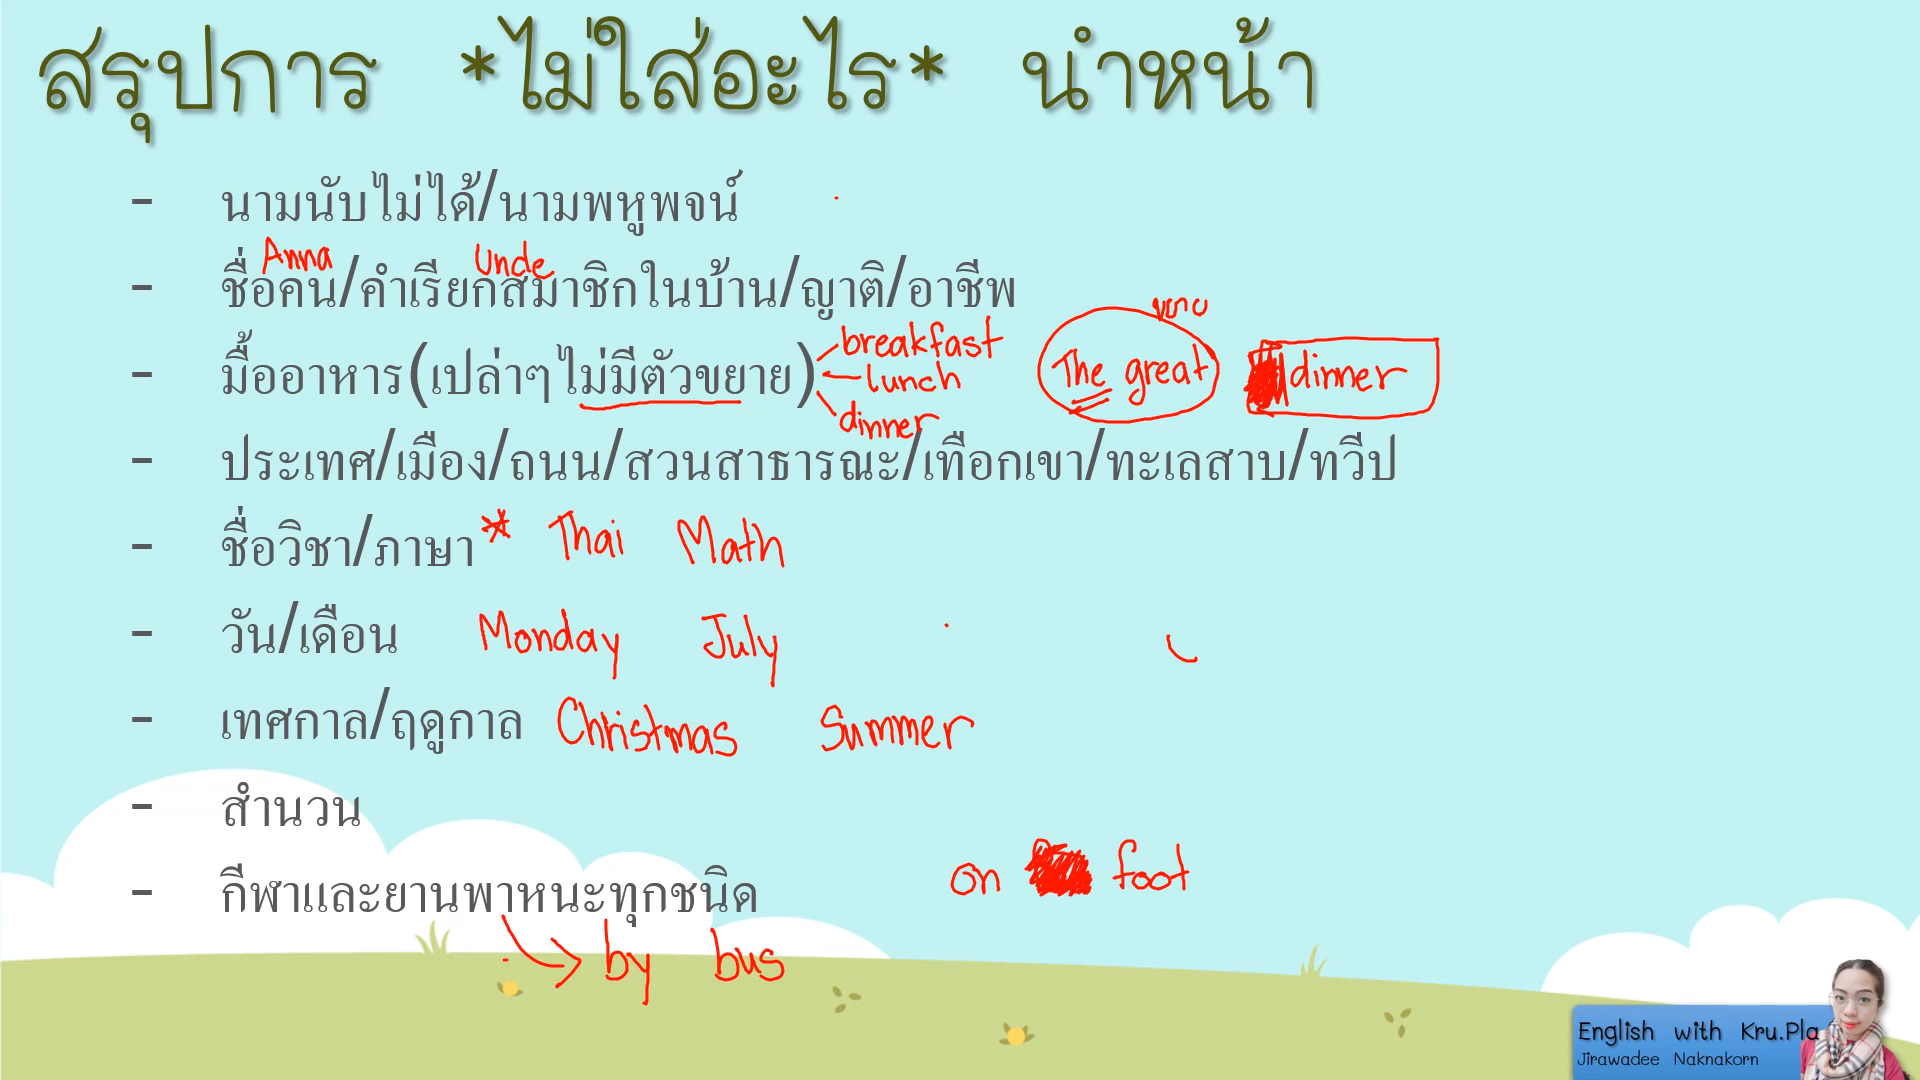 สรุปการ *ไม่ใส่อะไร* นำหน้า
- นามนับไม่ได้/นามพหูพจน์
Anna Uncle
- ชื่อคน/คำเรียกสมาชิกในบ้าน/ญาติ/อาชีพ
ขยาย
breakfast
- มื้ออาหาร(เปล่าๆ ไม่มีตัวขยาย) lunch The great dinner
dinner
- ประเทศ/เมือง/ถนน/สวนสาธารณะ/เทือกเขา/ทะเลสาบ/ทวีป
- ชื่อวิชา/ภาษา* Thai Math
- วัน/เดือน Monday July
- เทศกาล/ฤดูกาล Christmas Summer
- สำนวน
on foot
- กีฬาและยานพาหนะทุกชนิด
by bus
English with Kru.Pla
Jirawadee Naknakorn